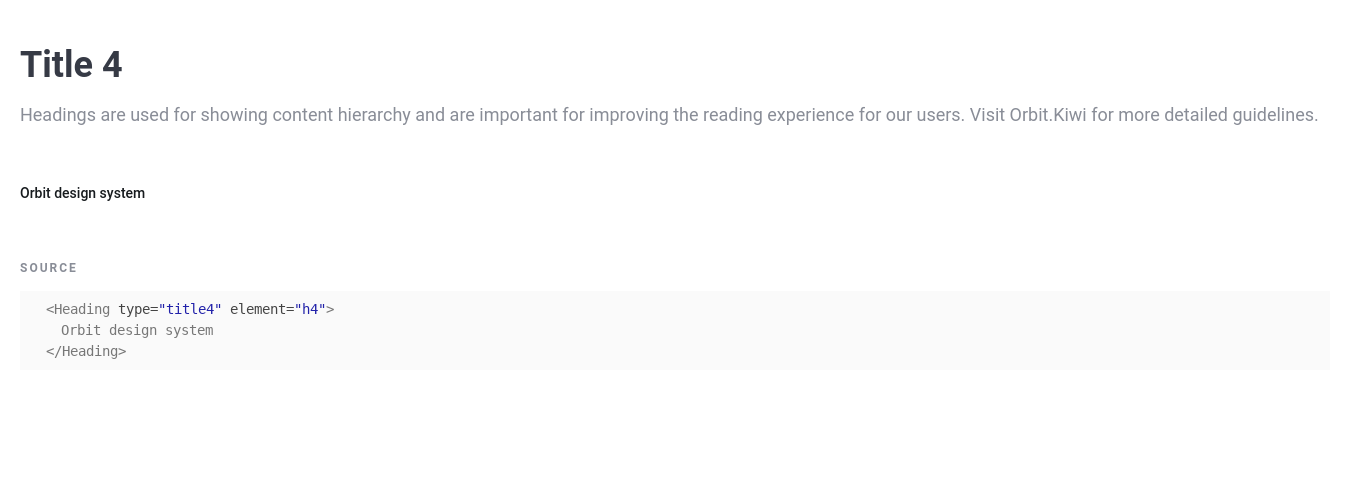 Title 4
Headings are used for showing content hierarchy and are important for improving the reading experience for our users. Visit Orbit.Kiwi for more detailed guidelines.
Orbit design system
SOURCE
<Heading type="title4" element="h4">
  Orbit design system
</Heading>